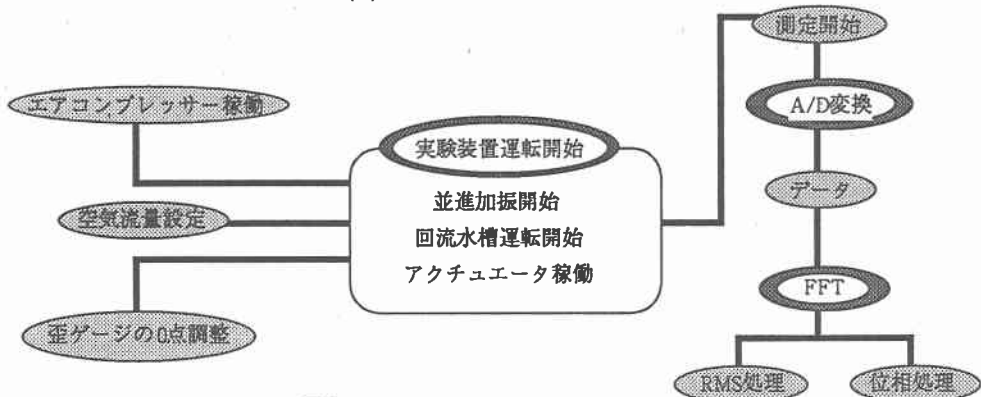 エアコンプレッサー稼働
空気流量設定
歪ゲージの0点調整
実験装置運転開始
並進加振開始
回流水槽運転開始
アクチュエータ稼働
測定開始
A/D変換
データ
FFT
RMS処理
位相処理